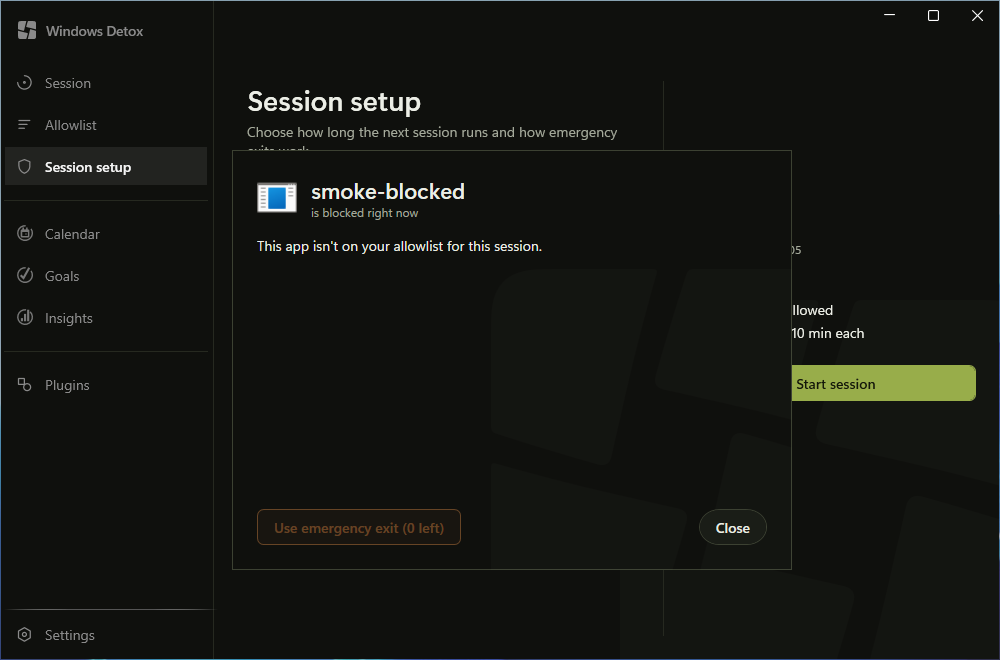 Windows Detox
Session
Allowlist
Session setup
Calendar
Goals
Insights
Plugins
Settings
Session setup
Choose how long the next session runs and how emergency
smoke-blocked
is blocked right now
This app isn't on your allowlist for this session.
Use emergency exit (0 left)
Close
05
llowed
10 min each
Start session